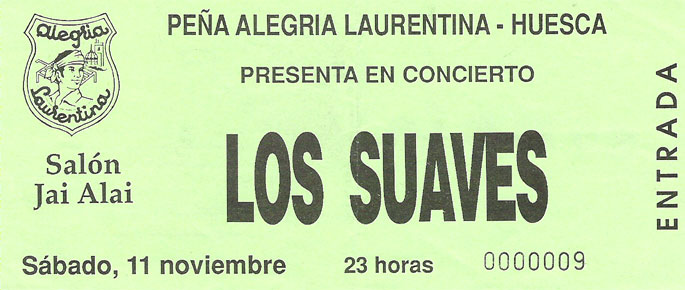 PEÑA ALEGRIA LAURENTINA - HUESCA
PRESENTA EN CONCIERTO
Alegria
Laurentina
Salón
Jai Alai
LOS SUAVES
ENTRADA
Sábado, 11 noviembre 23 horas 0000009